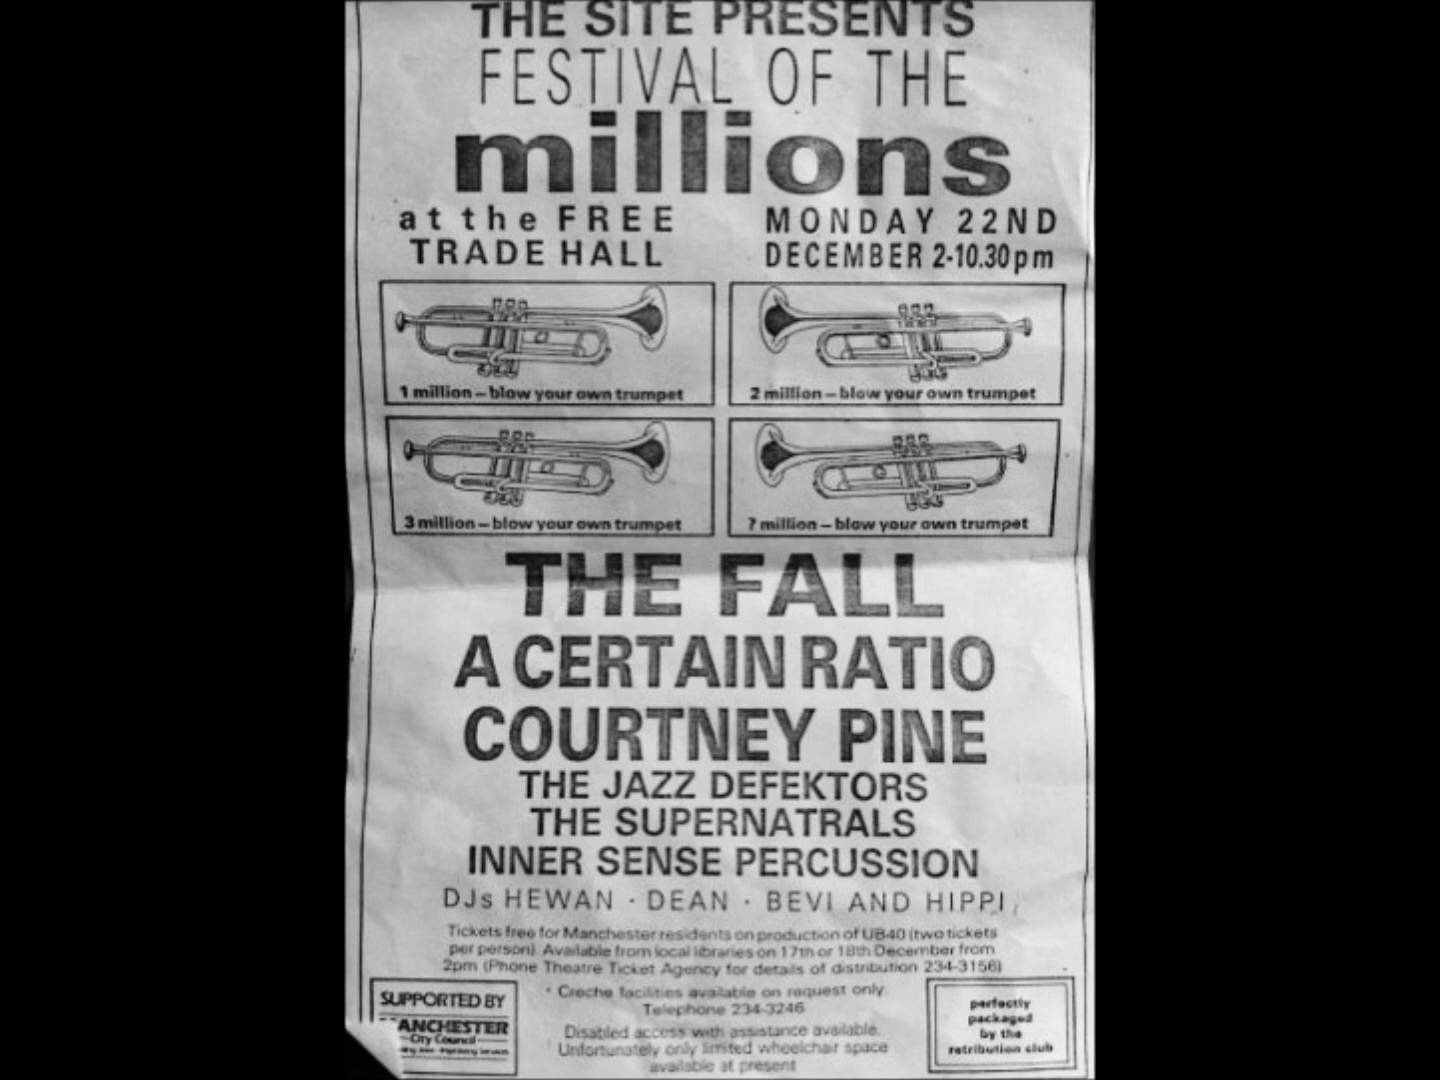 THE SITE PRESENTS
FESTIVAL OF THE
millions
at the FREE
TRADE HALL
MONDAY 22ND
DECEMBER 2-10.30pm
1 million – blow your own trumpet
2 million – blow your own trumpet
3 million – blow your own trumpet
? million – blow your own trumpet
THE FALL
A CERTAIN RATIO
COURTNEY PINE
THE JAZZ DEFEKTORS
THE SUPERNATRALS
INNER SENSE PERCUSSION
DJs HEWAN · DEAN · BEVI AND HIPPI
Tickets free for Manchester residents on production of UB40 (two tickets
per person). Available from local libraries on 17th or 18th December from
2pm (Phone Theatre Ticket Agency for details of distribution 234-3156)
* Creche facilities available on request only.
Telephone 234-3246
Disabled access with assistance available.
Unfortunately only limited wheelchair space
available at present
SUPPORTED BY
MANCHESTER
City Council
Services
perfectly
packaged
by the
retribution club